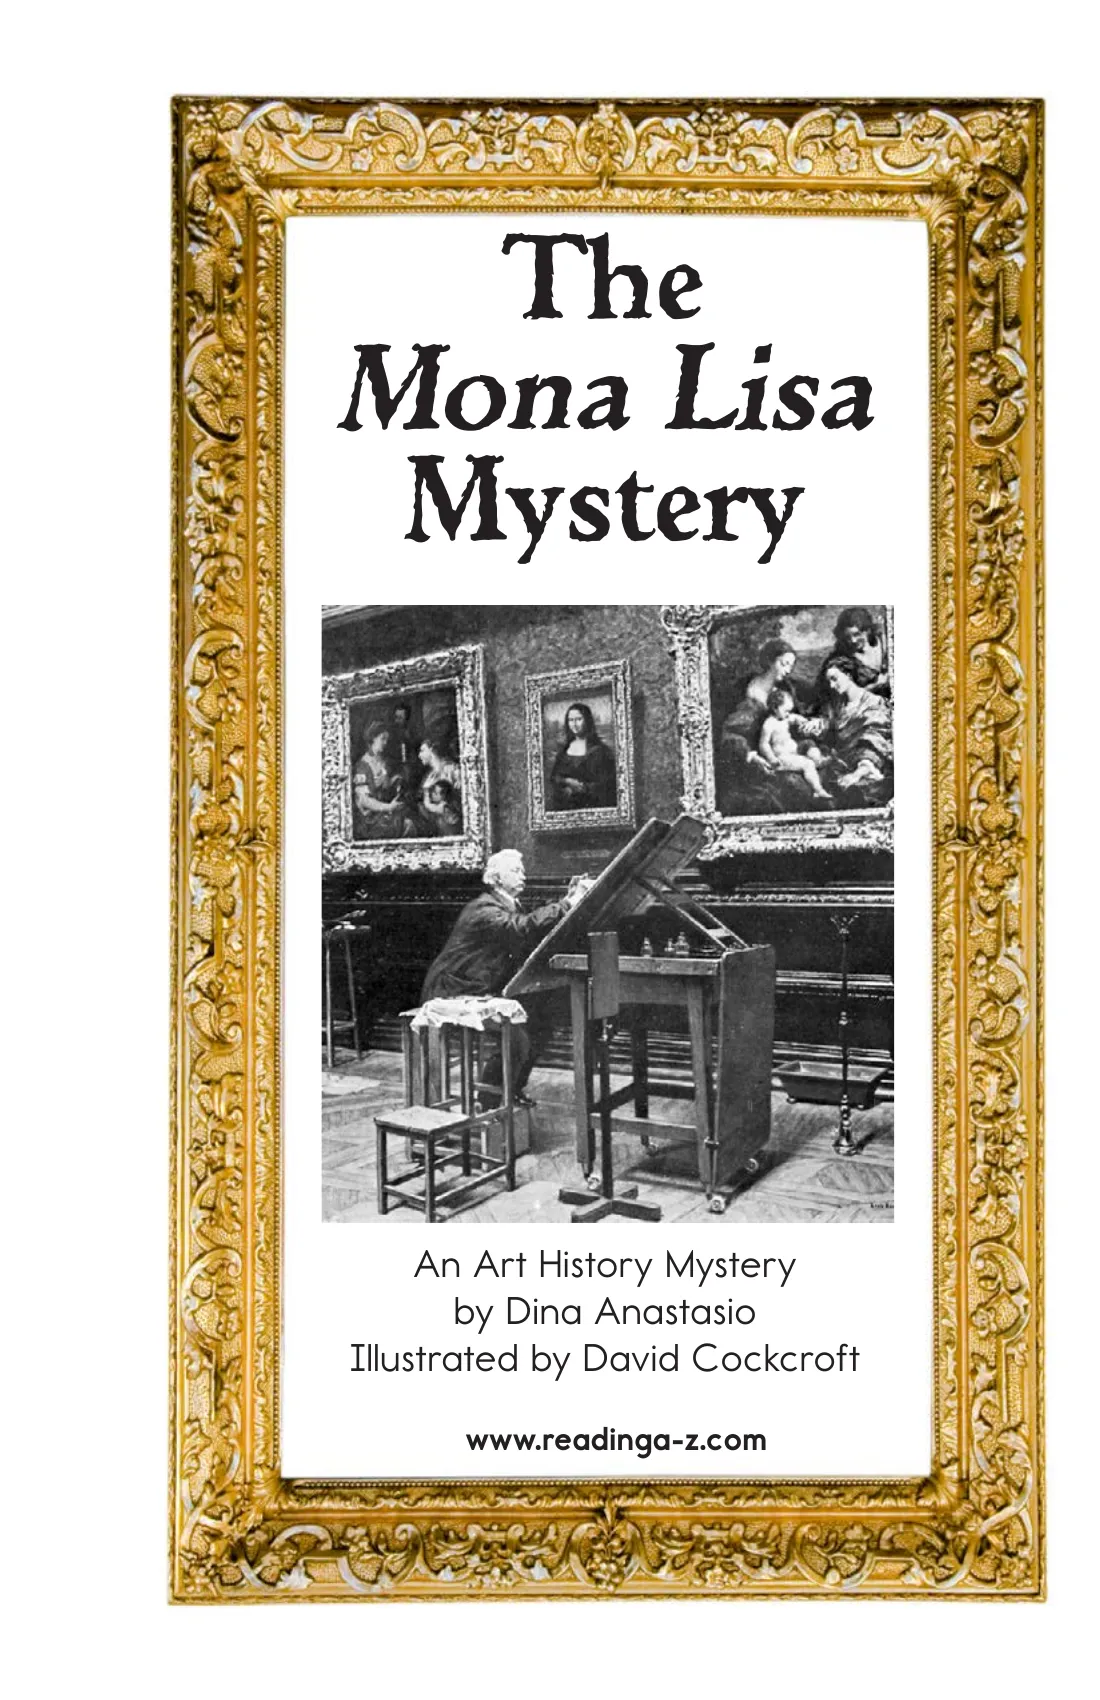 The
Mona Lisa
Mystery
An Art History Mystery
by Dina Anastasio
Illustrated by David Cockcroft
www.readinga-z.com